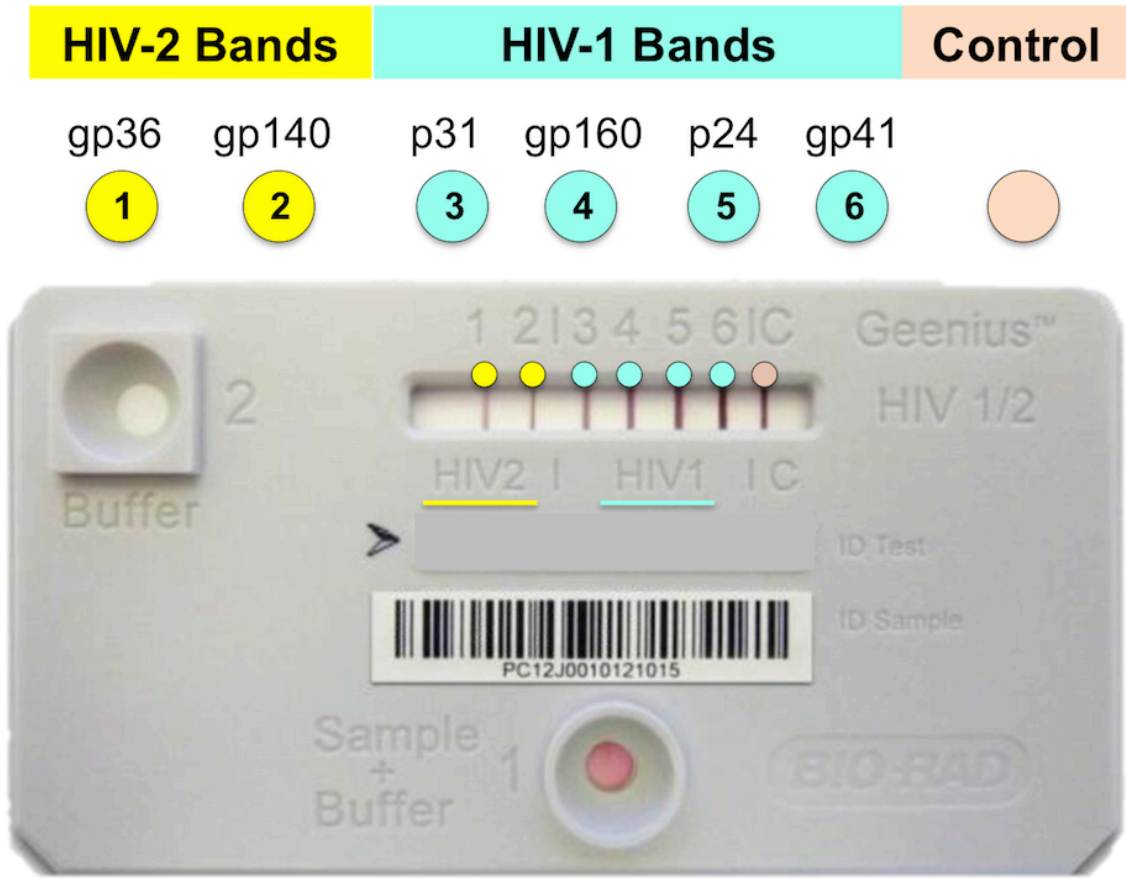 HIV-2 Bands HIV-1 Bands Control
gp36 gp140 p31 gp160 p24 gp41
1 2 3 4 5 6
1 2 I 3 4 5 6 I C Geenius™
2 HIV 1/2
HIV2 I HIV1 I C
Buffer
ID Test
ID Sample
PC12J0010121015
Sample
+
Buffer
1
BIO-RAD